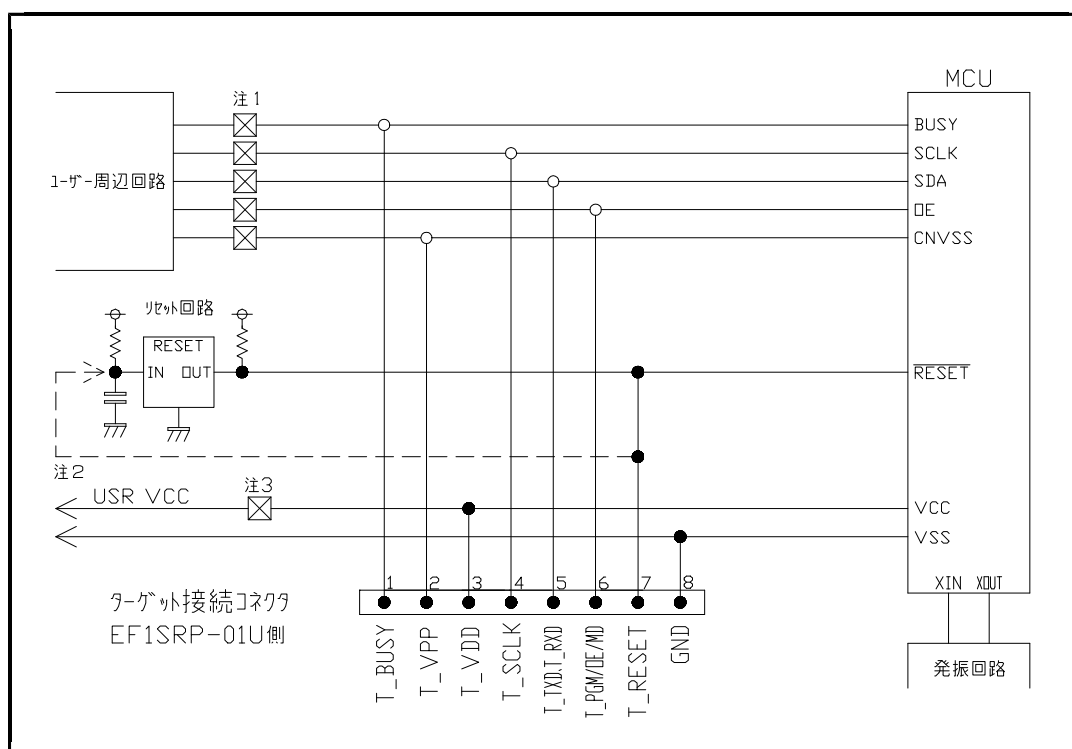 MCU
注1
BUSY
SCLK
SDA
OE
CNVSS
ユーザー周辺回路
リセット回路
RESET
IN OUT
RESET
注2
USR VCC
注3
VCC
VSS
XIN XOUT
発振回路
ターゲット接続コネクタ
EF1SRP-01U側
1 2 3 4 5 6 7 8
T_BUSY
T_VPP
T_VDD
T_SCLK
T_TXD/T_RXD
T_PGM/OE/MD
T_RESET
GND